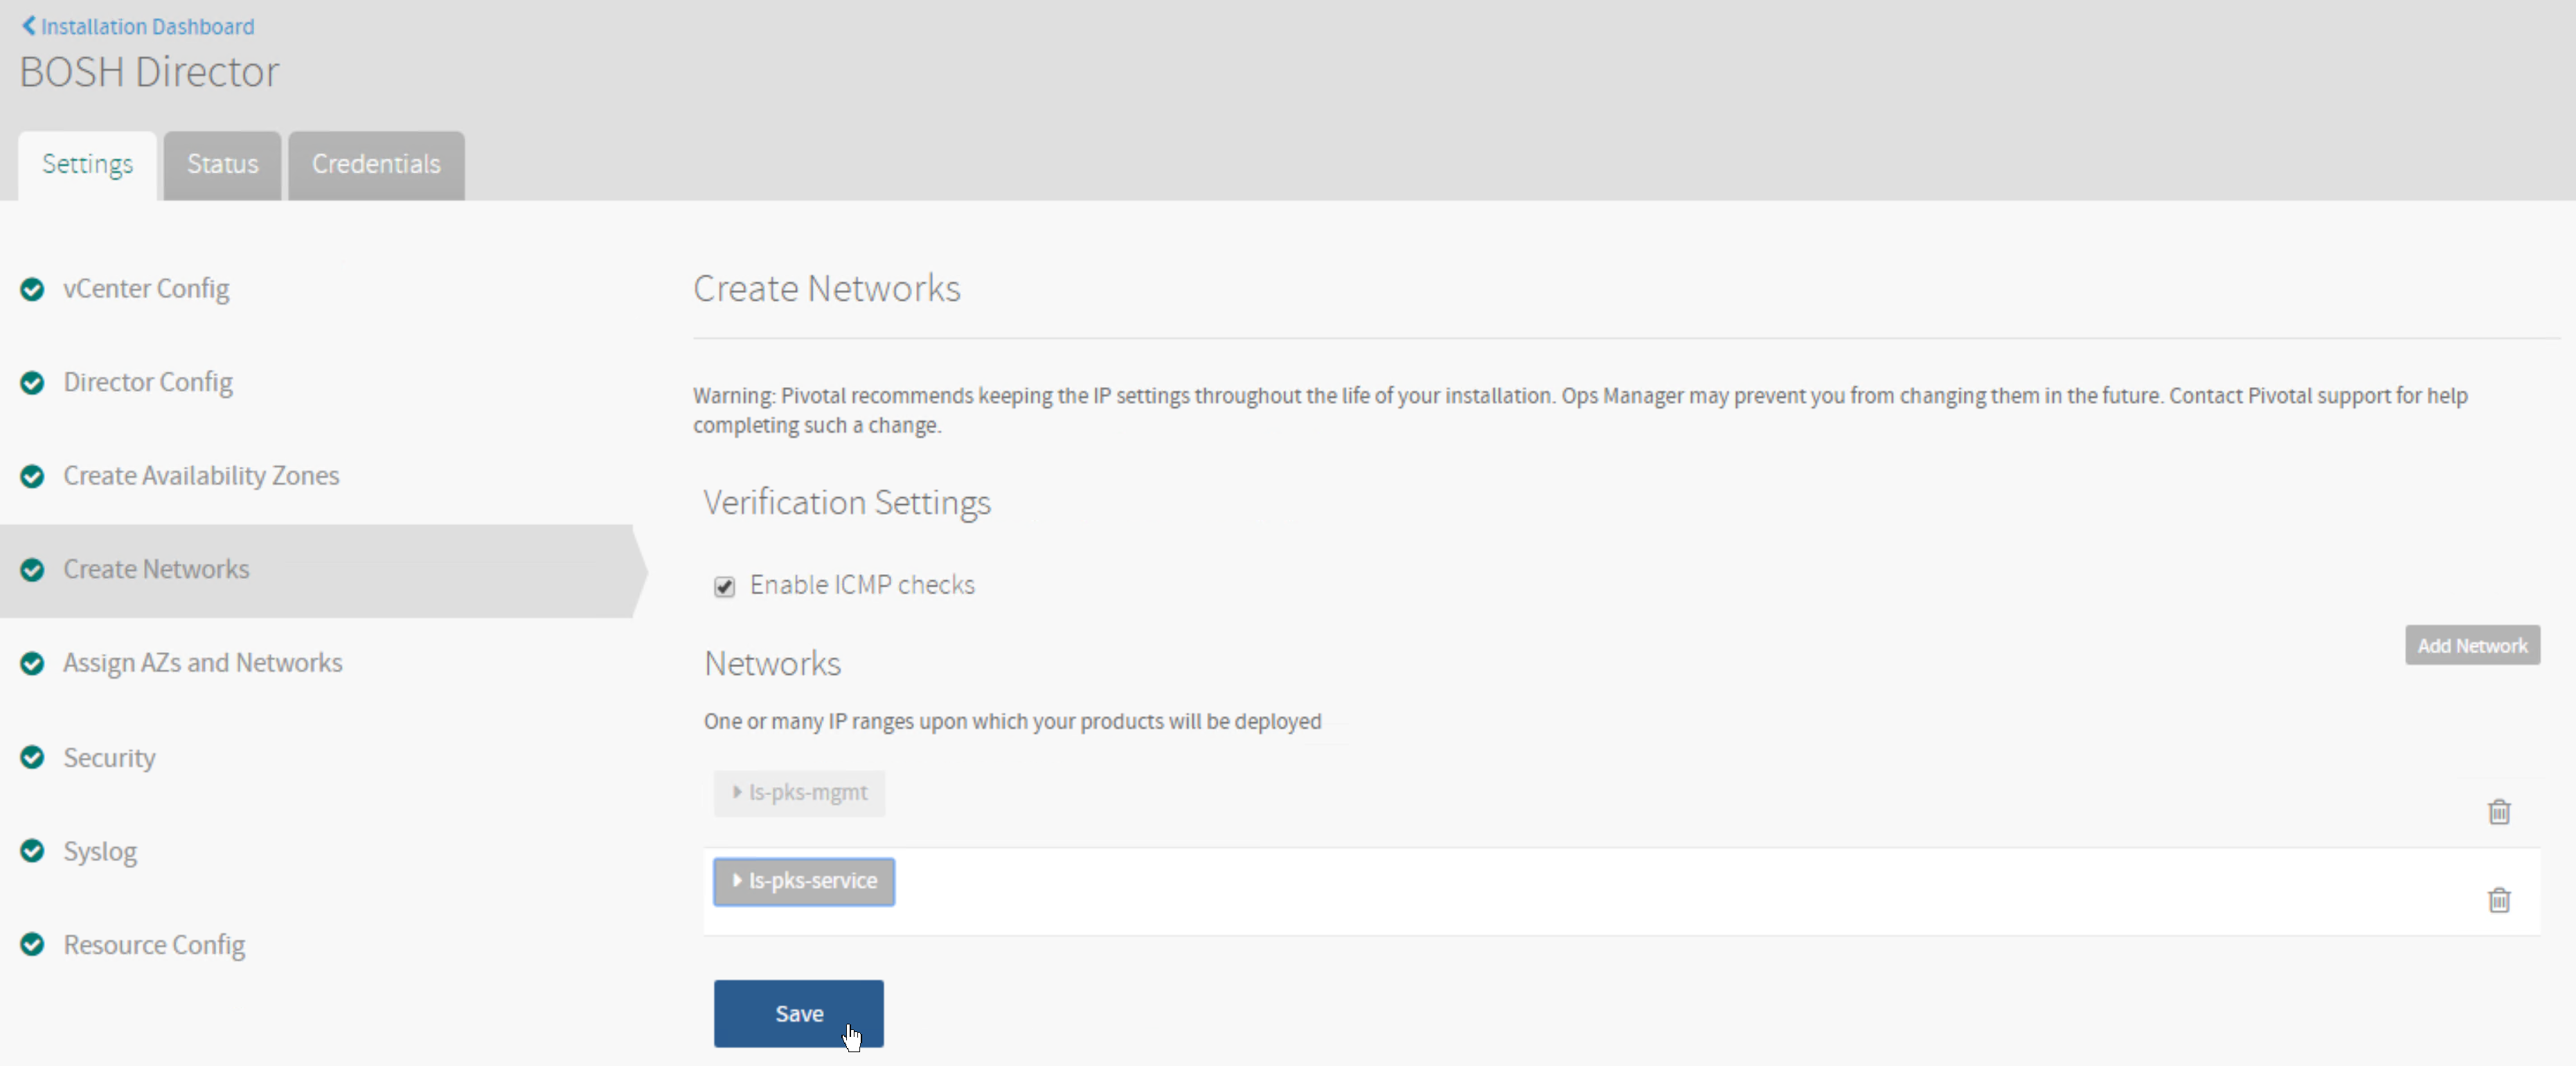 Installation Dashboard
BOSH Director
Settings
Status
Credentials
vCenter Config
Director Config
Create Availability Zones
Create Networks
Assign AZs and Networks
Security
Syslog
Resource Config
Create Networks
Warning: Pivotal recommends keeping the IP settings throughout the life of your installation. Ops Manager may prevent you from changing them in the future. Contact Pivotal support for help
completing such a change.
Verification Settings
Enable ICMP checks
Networks
Add Network
One or many IP ranges upon which your products will be deployed
ls-pks-mgmt
ls-pks-service
Save